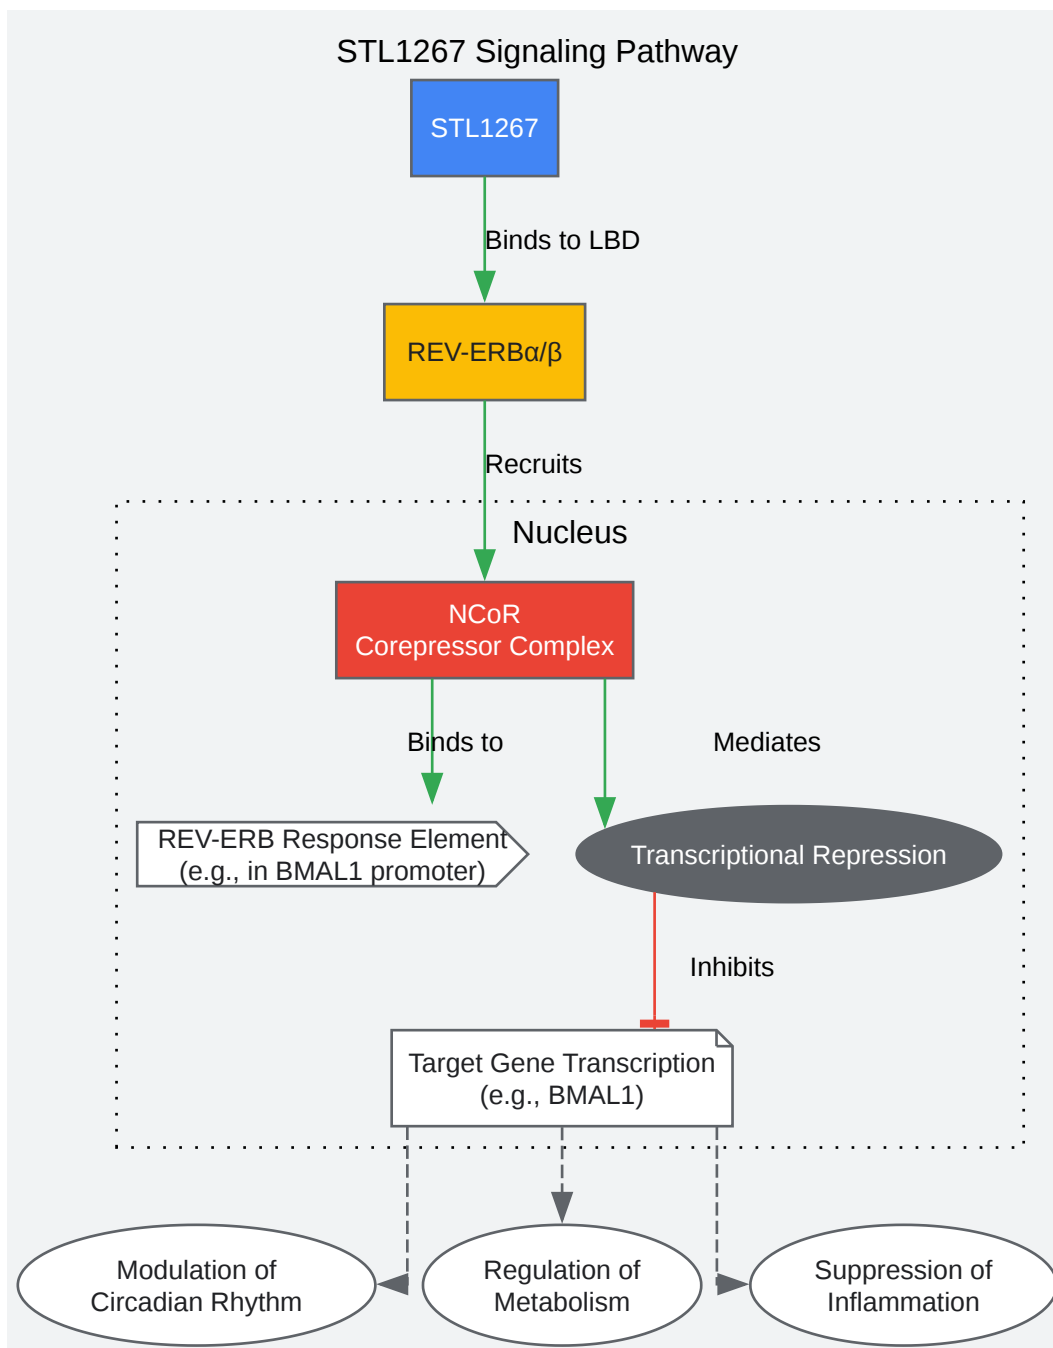 STL1267 Signaling Pathway
STL1267
Binds to LBD
REV-ERBα/β
Recruits
Nucleus
NCoR
Corepressor Complex
Binds to
Mediates
REV-ERB Response Element
(e.g., in BMAL1 promoter)
Transcriptional Repression
Inhibits
Target Gene Transcription
(e.g., BMAL1)
Modulation of
Circadian Rhythm
Regulation of
Metabolism
Suppression of
Inflammation